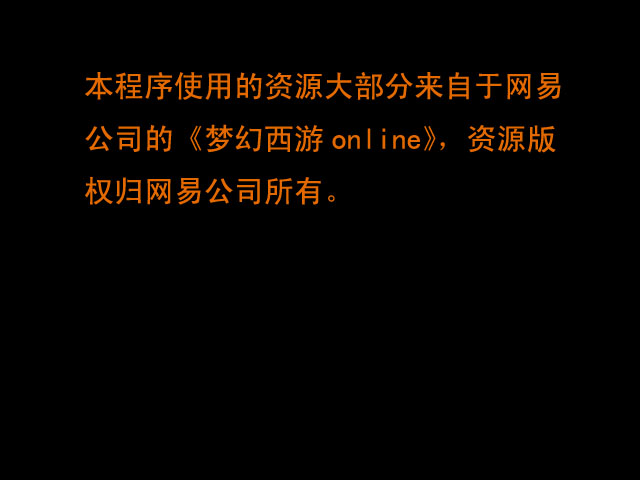 本程序使用的资源大部分来自于网易
公司的《梦幻西游online》，资源版
权归网易公司所有。